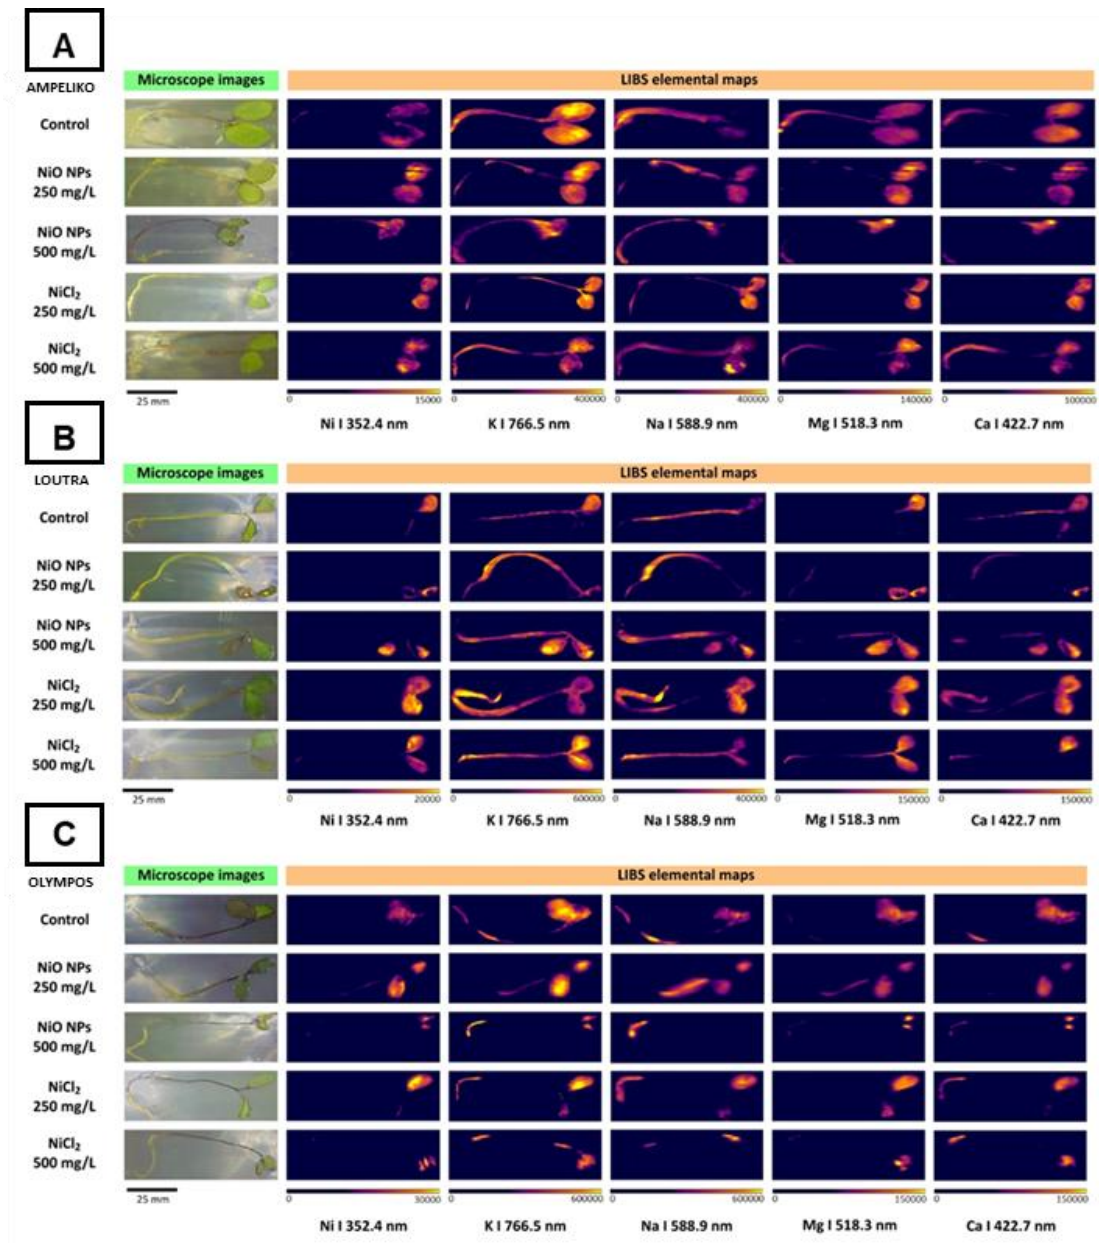 A
AMPELIKO
Microscope images
LIBS elemental maps
Control
NiO NPs
250 mg/L
NiO NPs
500 mg/L
NiCl₂
250 mg/L
NiCl₂
500 mg/L
25 mm
0 15000
0 400000
0 400000
0 140000
0 100000
Ni I 352.4 nm
K I 766.5 nm
Na I 588.9 nm
Mg I 518.3 nm
Ca I 422.7 nm
B
LOUTRA
Microscope images
LIBS elemental maps
Control
NiO NPs
250 mg/L
NiO NPs
500 mg/L
NiCl₂
250 mg/L
NiCl₂
500 mg/L
25 mm
0 20000
0 600000
0 400000
0 150000
0 150000
Ni I 352.4 nm
K I 766.5 nm
Na I 588.9 nm
Mg I 518.3 nm
Ca I 422.7 nm
C
OLYMPOS
Microscope images
LIBS elemental maps
Control
NiO NPs
250 mg/L
NiO NPs
500 mg/L
NiCl₂
250 mg/L
NiCl₂
500 mg/L
25 mm
0 30000
0 600000
0 600000
0 150000
0 150000
Ni I 352.4 nm
K I 766.5 nm
Na I 588.9 nm
Mg I 518.3 nm
Ca I 422.7 nm